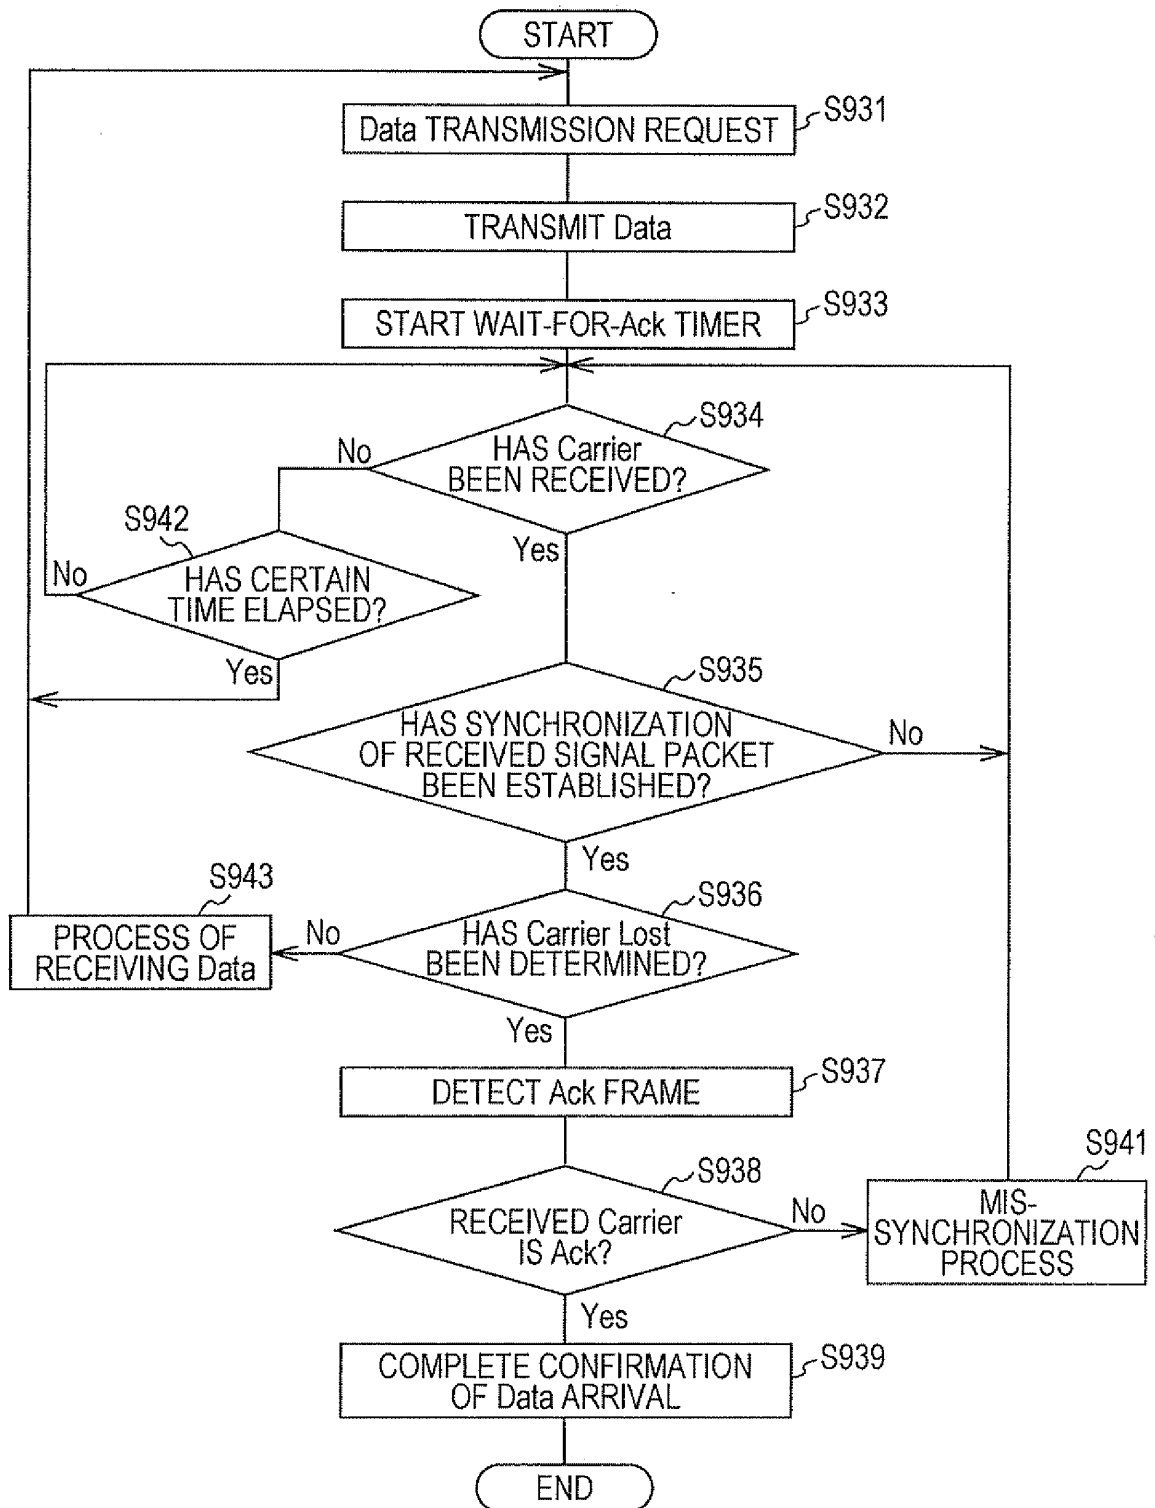 START
Data TRANSMISSION REQUEST
S931
TRANSMIT Data
S932
START WAIT-FOR-Ack TIMER
S933
HAS Carrier
BEEN RECEIVED?
S934
No
Yes
S942
HAS CERTAIN
TIME ELAPSED?
No
Yes
S935
HAS SYNCHRONIZATION
OF RECEIVED SIGNAL PACKET
BEEN ESTABLISHED?
No
Yes
S943
PROCESS OF
RECEIVING Data
No
S936
HAS Carrier Lost
BEEN DETERMINED?
Yes
DETECT Ack FRAME
S937
S938
RECEIVED Carrier
IS Ack?
No
S941
MIS-
SYNCHRONIZATION
PROCESS
Yes
COMPLETE CONFIRMATION
OF Data ARRIVAL
S939
END